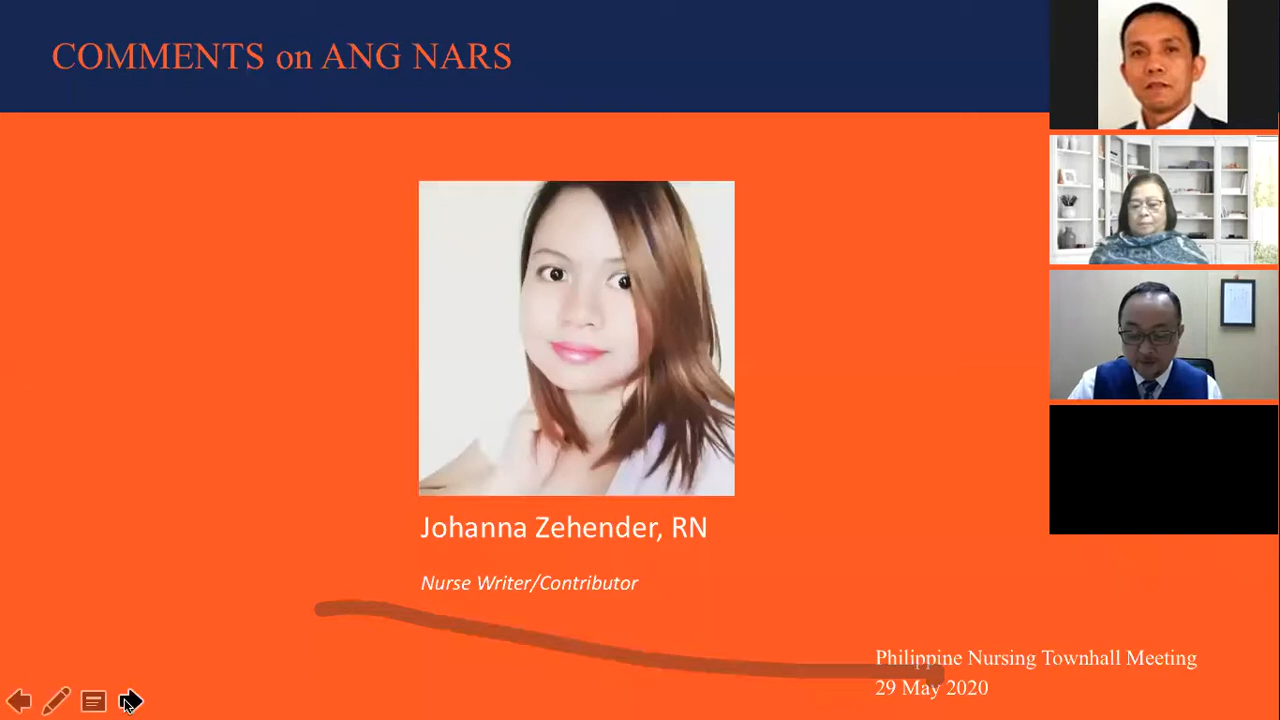 COMMENTS on ANG NARS
Johanna Zehender, RN
Nurse Writer/Contributor
Philippine Nursing Townhall Meeting
29 May 2020